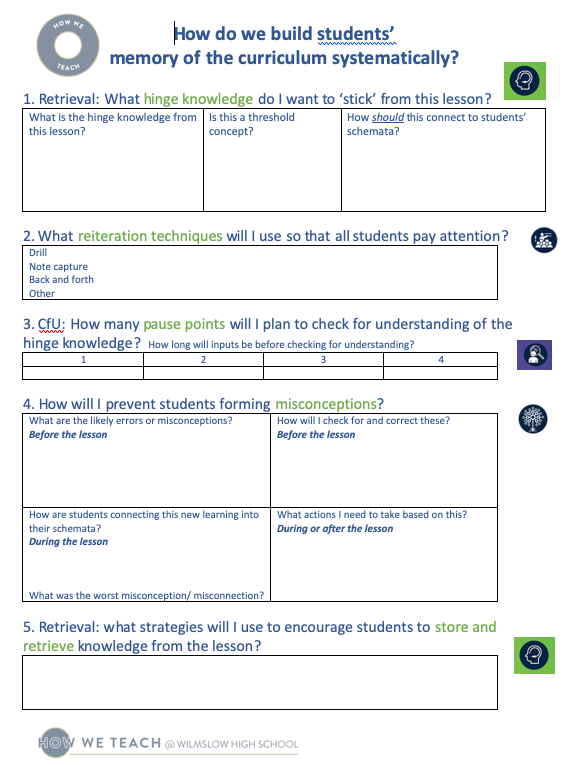 HOW WE
TEACH
How do we build students’
memory of the curriculum systematically?
1. Retrieval: What hinge knowledge do I want to ‘stick’ from this lesson?
What is the hinge knowledge from
this lesson?
Is this a threshold
concept?
How should this connect to students’
schemata?
2. What reiteration techniques will I use so that all students pay attention?
Drill
Note capture
Back and forth
Other
3. CfU: How many pause points will I plan to check for understanding of the
hinge knowledge? How long will inputs be before checking for understanding?
1 2 3 4
4. How will I prevent students forming misconceptions?
What are the likely errors or misconceptions?
Before the lesson
How will I check for and correct these?
Before the lesson
How are students connecting this new learning into
their schemata?
During the lesson
What was the worst misconception/ misconnection?
What actions I need to take based on this?
During or after the lesson
5. Retrieval: what strategies will I use to encourage students to store and
retrieve knowledge from the lesson?
HOW WE TEACH @ WILMSLOW HIGH SCHOOL